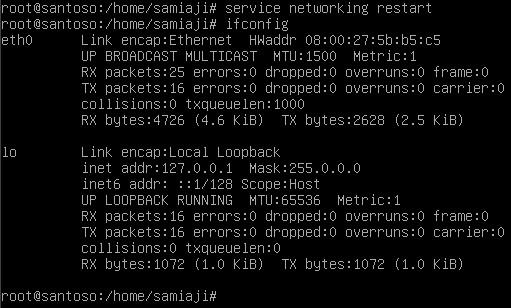 root@santoso:/home/samiaji# service networking restart
root@santoso:/home/samiaji# ifconfig
eth0      Link encap:Ethernet  HWaddr 08:00:27:5b:b5:c5
          UP BROADCAST MULTICAST  MTU:1500  Metric:1
          RX packets:25 errors:0 dropped:0 overruns:0 frame:0
          TX packets:16 errors:0 dropped:0 overruns:0 carrier:0
          collisions:0 txqueuelen:1000
          RX bytes:4726 (4.6 KiB)  TX bytes:2628 (2.5 KiB)

lo        Link encap:Local Loopback
          inet addr:127.0.0.1  Mask:255.0.0.0
          inet6 addr: ::1/128 Scope:Host
          UP LOOPBACK RUNNING  MTU:65536  Metric:1
          RX packets:16 errors:0 dropped:0 overruns:0 frame:0
          TX packets:16 errors:0 dropped:0 overruns:0 carrier:0
          collisions:0 txqueuelen:0
          RX bytes:1072 (1.0 KiB)  TX bytes:1072 (1.0 KiB)

root@santoso:/home/samiaji#